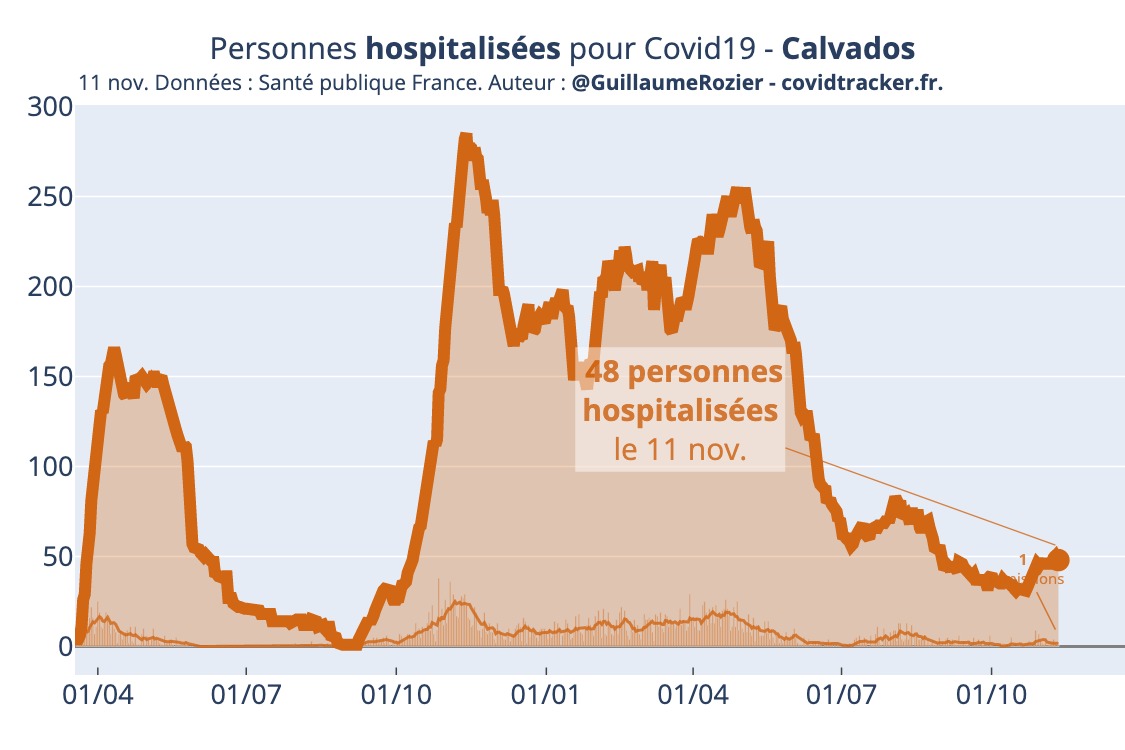 Personnes hospitalisées pour Covid19 - Calvados
11 nov. Données : Santé publique France. Auteur : @GuillaumeRozier - covidtracker.fr.
300
250
200
150
100
50
0
48 personnes
hospitalisées
le 11 nov.
1
01/04 01/07 01/10 01/01 01/04 01/07 01/10